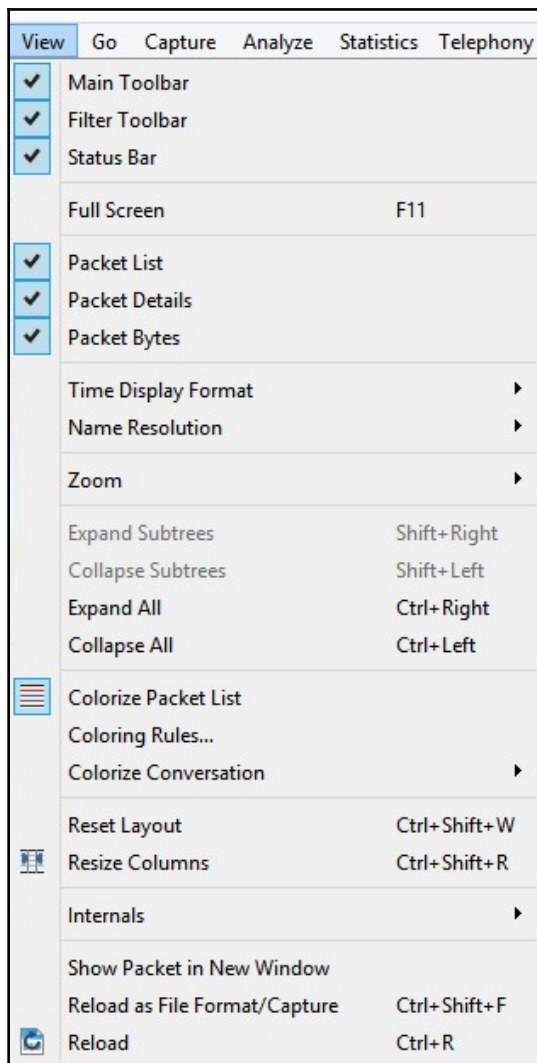 View Go Capture Analyze Statistics Telephony
Main Toolbar
Filter Toolbar
Status Bar
Full Screen F11
Packet List
Packet Details
Packet Bytes
Time Display Format
Name Resolution
Zoom
Expand Subtrees Shift+Right
Collapse Subtrees Shift+Left
Expand All Ctrl+Right
Collapse All Ctrl+Left
Colorize Packet List
Coloring Rules...
Colorize Conversation
Reset Layout Ctrl+Shift+W
Resize Columns Ctrl+Shift+R
Internals
Show Packet in New Window
Reload as File Format/Capture Ctrl+Shift+F
Reload Ctrl+R